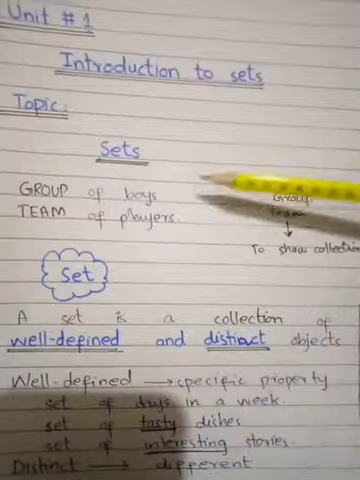 Unit # 1
Introduction to sets
Topic:
Sets
GROUP of boys
TEAM of players.
Group
Team
↓
To show collection
Set
A set is a collection of
well-defined and distinct objects
Well-defined → specific property
set of days in a week.
set of tasty dishes
set of interesting stories.
Distinct → different